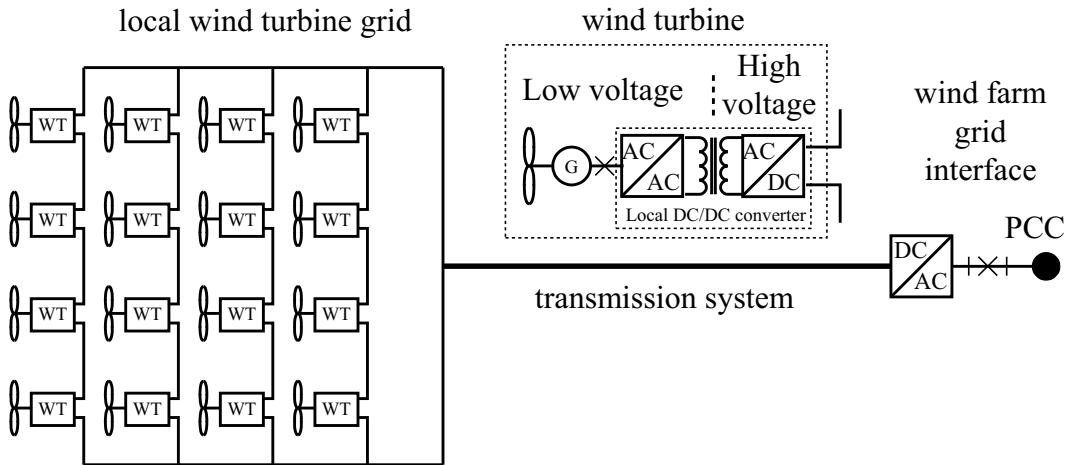 local wind turbine grid
wind turbine
Low voltage
High
voltage
wind farm
grid
interface
WT WT WT WT
G
AC
AC
AC
DC
Local DC/DC converter
WT WT WT WT
PCC
DC
AC
transmission system
WT WT WT WT
WT WT WT WT